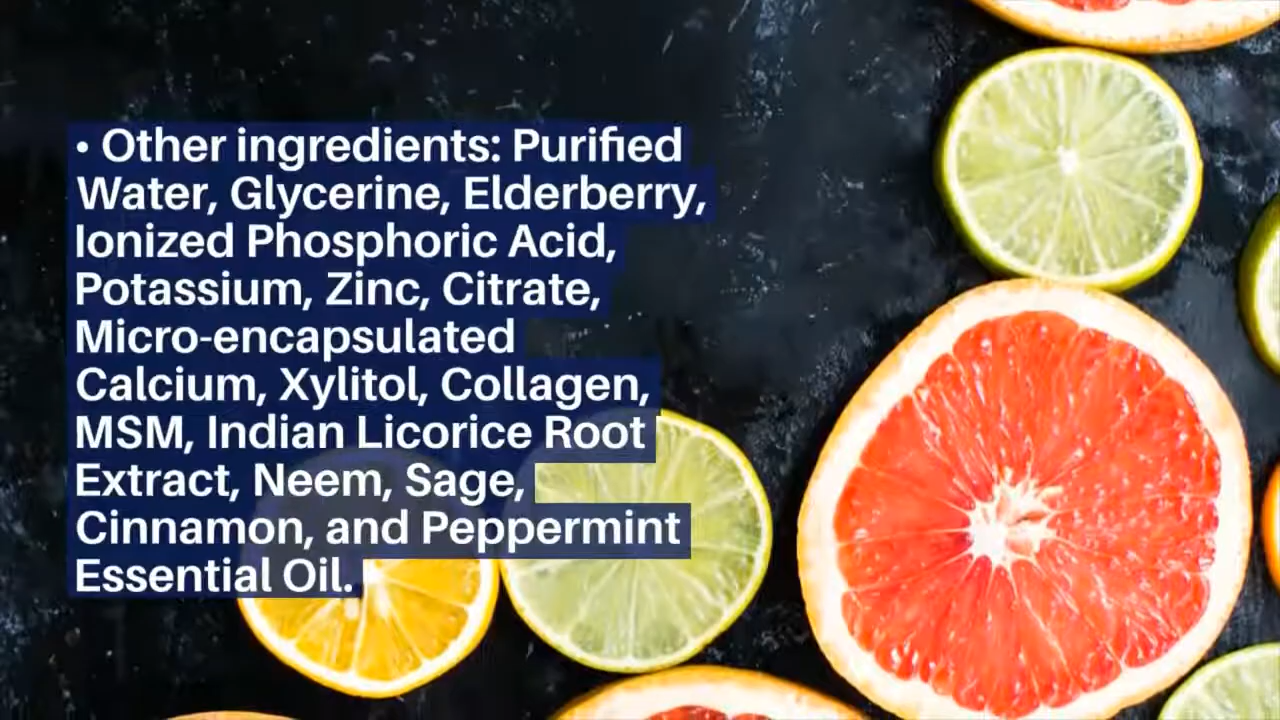 • Other ingredients: Purified
Water, Glycerine, Elderberry,
Ionized Phosphoric Acid,
Potassium, Zinc, Citrate,
Micro-encapsulated
Calcium, Xylitol, Collagen,
MSM, Indian Licorice Root
Extract, Neem, Sage,
Cinnamon, and Peppermint
Essential Oil.